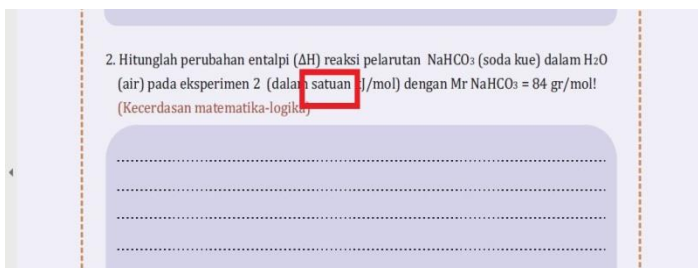 2. Hitunglah perubahan entalpi (ΔH) reaksi pelarutan NaHCO₃ (soda kue) dalam H₂O
(air) pada eksperimen 2 (dalam satuan kJ/mol) dengan Mr NaHCO₃ = 84 gr/mol!
(Kecerdasan matematika-logika)